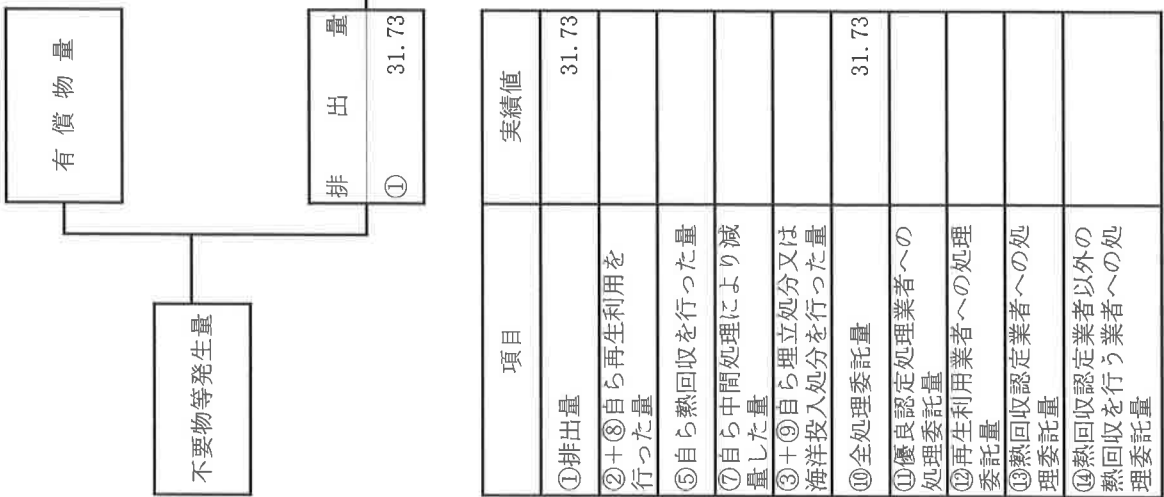 有償物量
排出量
① 31.73
不要物等発生量
項目 実績値
①排出量 31.73
②+⑧自ら再生利用を
行った量
⑤自ら熱回収を行った量
⑦自ら中間処理により減
量した量
③+⑨自ら埋立処分又は
海洋投入処分を行った量
⑩全処理委託量 31.73
⑪優良認定処理業者への
処理委託量
⑫再生利用業者への処理
委託量
⑬熱回収認定業者への処
理委託量
⑭熱回収認定業者以外の
熱回収を行う業者への処
理委託量